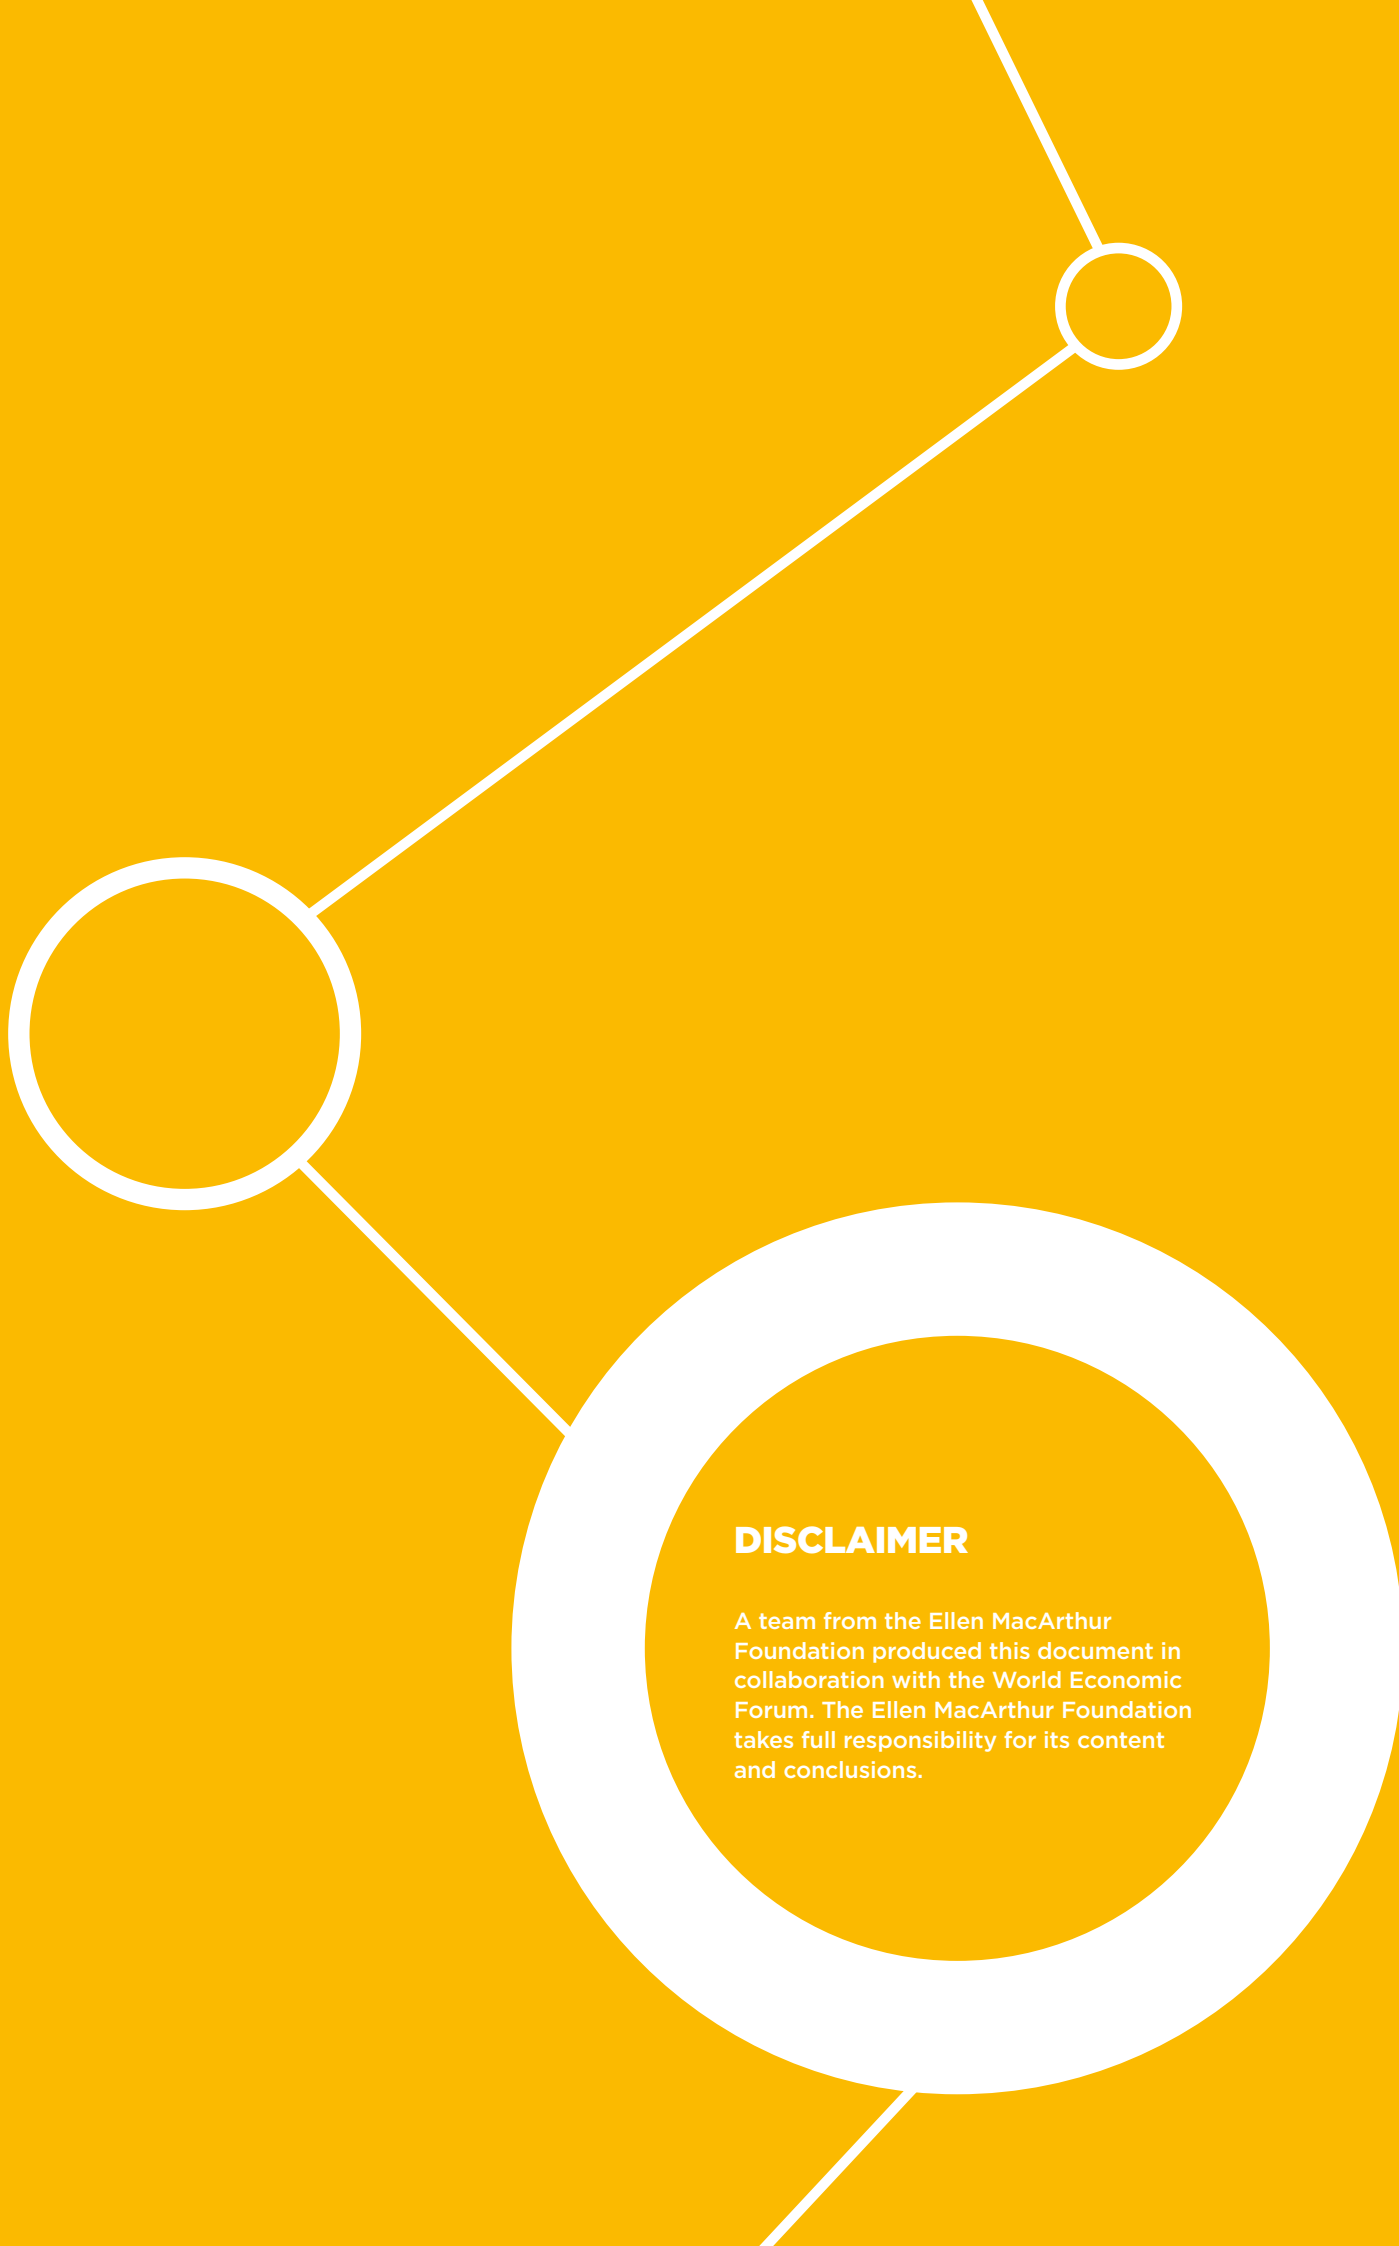 DISCLAIMER
A team from the Ellen MacArthur
Foundation produced this document in
collaboration with the World Economic
Forum. The Ellen MacArthur Foundation
takes full responsibility for its content
and conclusions.